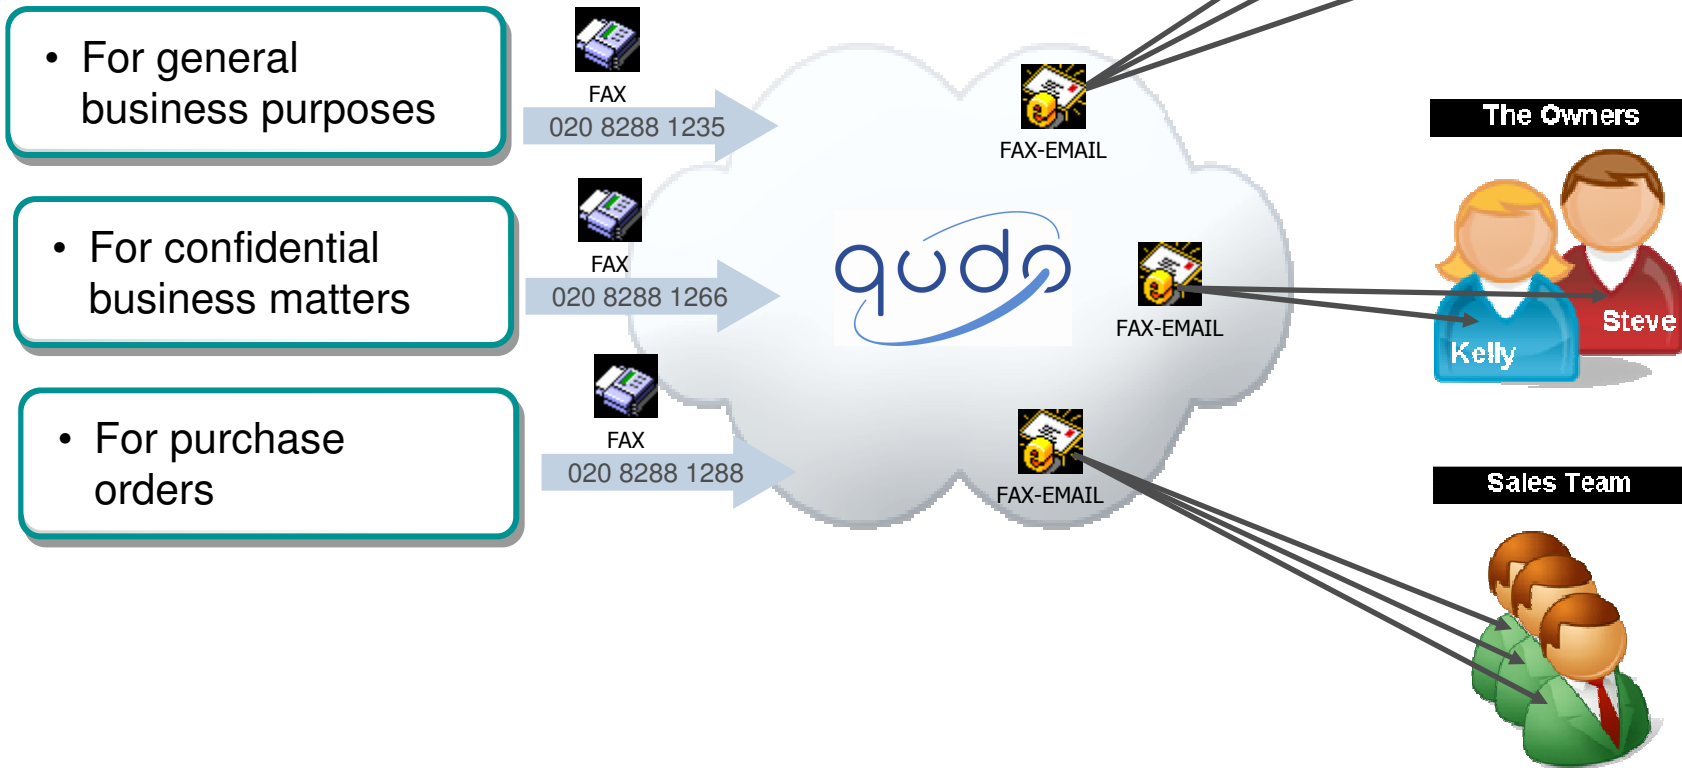 • For general
business purposes
FAX
020 8288 1235
FAX-EMAIL
The Owners
• For confidential
business matters
FAX
020 8288 1266
qudo
FAX-EMAIL
Steve
Kelly
• For purchase
orders
FAX
020 8288 1288
FAX-EMAIL
Sales Team